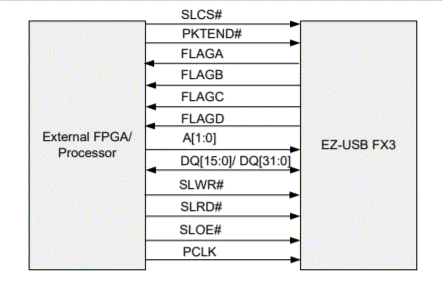 SLCS#
PKTEND#
FLAGA
FLAGB
FLAGC
FLAGD
External FPGA/
Processor
A[1:0]
EZ-USB FX3
DQ[15:0]/ DQ[31:0]
SLWR#
SLRD#
SLOE#
PCLK